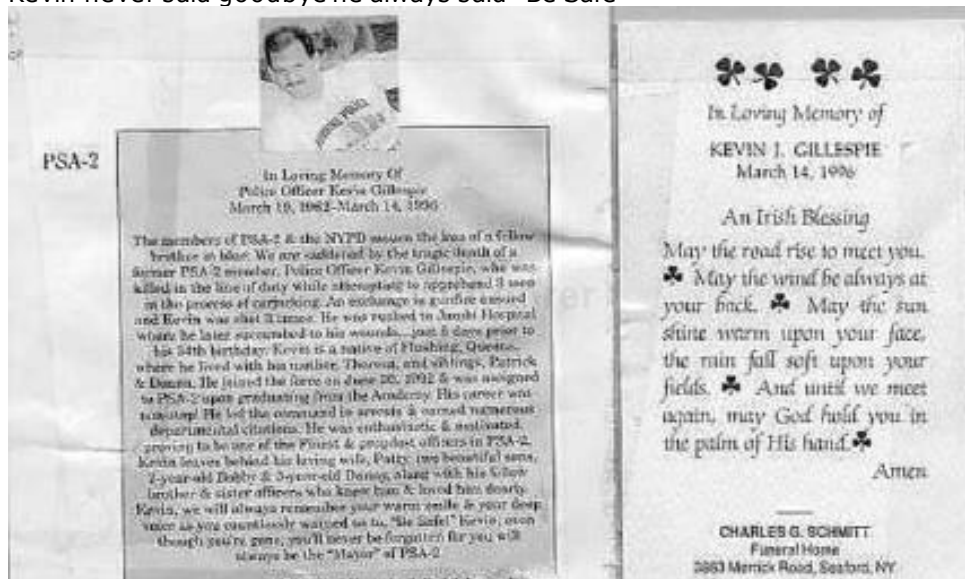 Kevin never said goodbye he always said "Be Safe"
PSA-2
In Loving Memory Of
Police Officer Kevin Gillespie
March 19, 1962-March 14, 1996
The members of PSA-2 & the NYPD mourn the loss of a fellow
brother in blue. We are saddened by the tragic death of a
former PSA-2 member, Police Officer Kevin Gillespie, who was
killed in the line of duty while attempting to apprehend 3 men
in the process of carjacking. An exchange in gunfire ensued
and Kevin was shot 3 times. He was rushed to Jacobi Hospital
where he later succumbed to his wounds... just 5 days prior to
his 34th birthday. Kevin is a native of Flushing, Queens,
where he lived with his mother, Theresa, and siblings, Patrick
& He joined the force on June 30, 1992 & was assigned
to PSA-2 upon graduating from the Academy. His career was
He led the command in arrests & earned numerous
departmental citations. He was enthusiastic & motivated,
proving to be one of the Finest & proudest officers in PSA-2.
Kevin leaves behind his loving wife, Patty, two beautiful sons,
7-year-old Bobby & 3-year-old Danny, along with his fellow
brother & sister officers who knew him & loved him dearly.
Kevin, we will always remember your warm smile & your deep
voice as you countlessly warned us to, "Be Safe!" Kevin, even
though you're gone, you'll never be forgotten for you will
always be the "Mayor" of PSA-2
In Loving Memory of
KEVIN J. GILLESPIE
March 14, 1996
An Irish Blessing
May the road rise to meet you.
May the wind be always at
your back. May the sun
shine warm upon your face,
the rain fall soft upon your
fields. And until we meet
again, may God hold you in
the palm of His hand.
Amen
CHARLES G. SCHMITT
Funeral Home
3863 Merrick Road, Seaford, NY